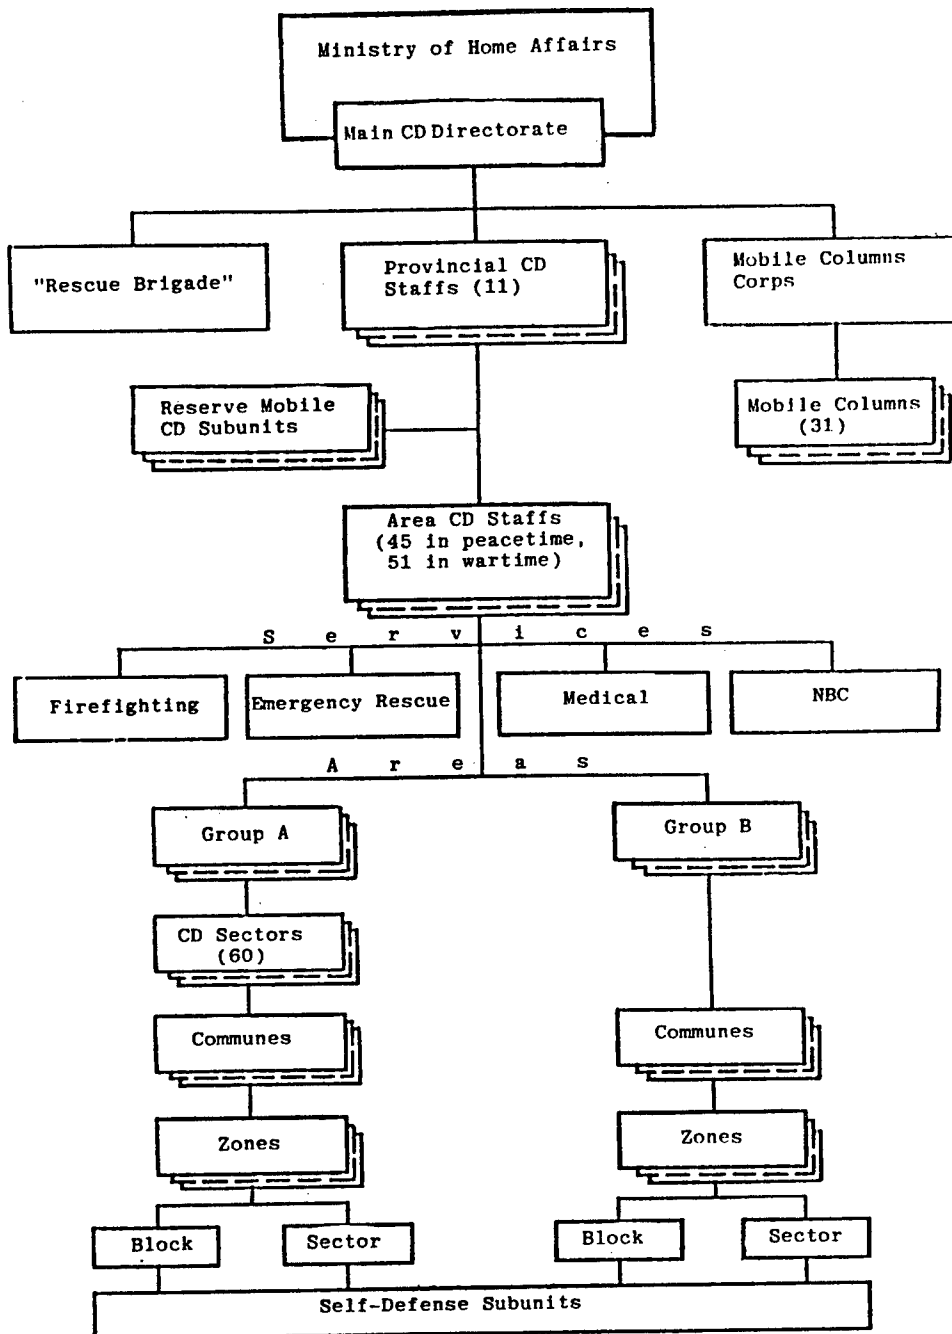 Ministry of Home Affairs
Main CD Directorate
"Rescue Brigade"
Provincial CD
Staffs (11)
Mobile Columns
Corps
Reserve Mobile
CD Subunits
Mobile Columns
(31)
Area CD Staffs
(45 in peacetime,
51 in wartime)
Services
Firefighting
Emergency Rescue
Medical
NBC
Areas
Group A
Group B
CD Sectors
(60)
Communes
Communes
Zones
Zones
Block
Sector
Block
Sector
Self-Defense Subunits